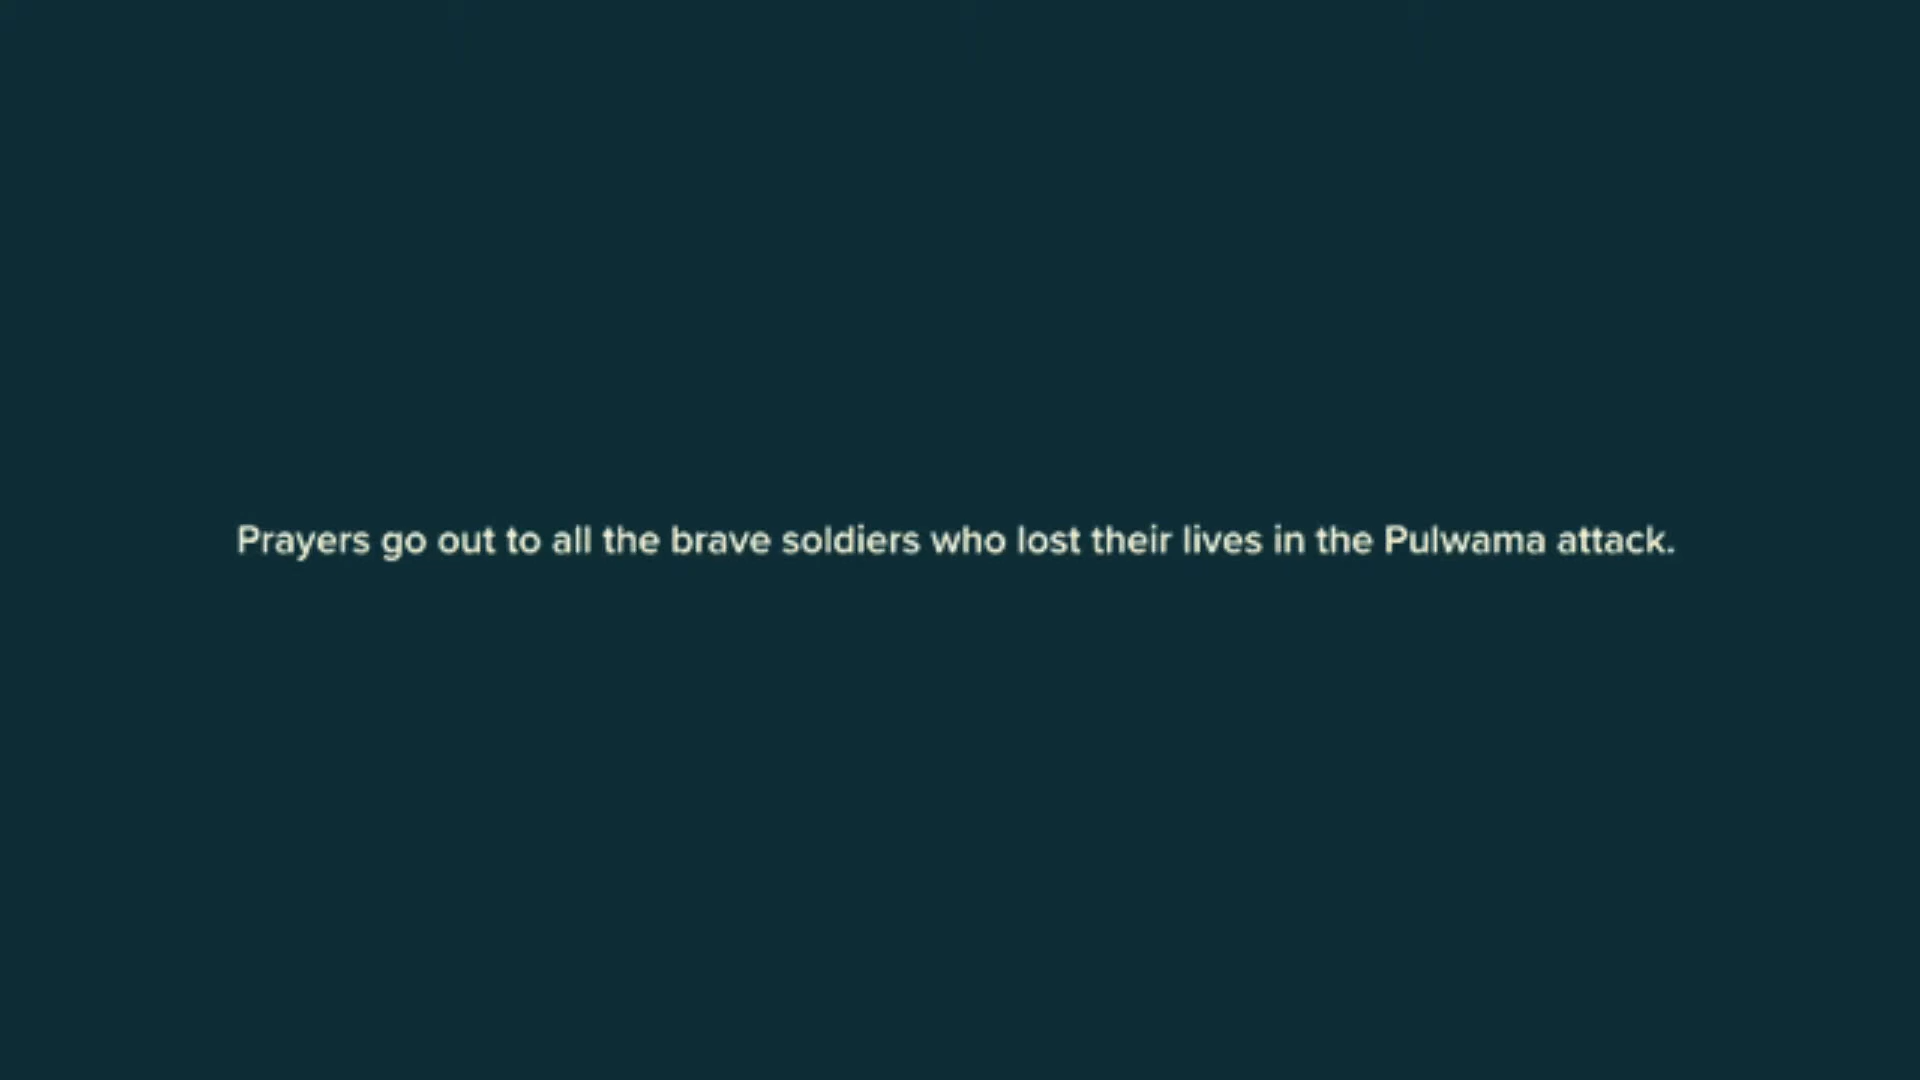 Prayers go out to all the brave soldiers who lost their lives in the Pulwama attack.